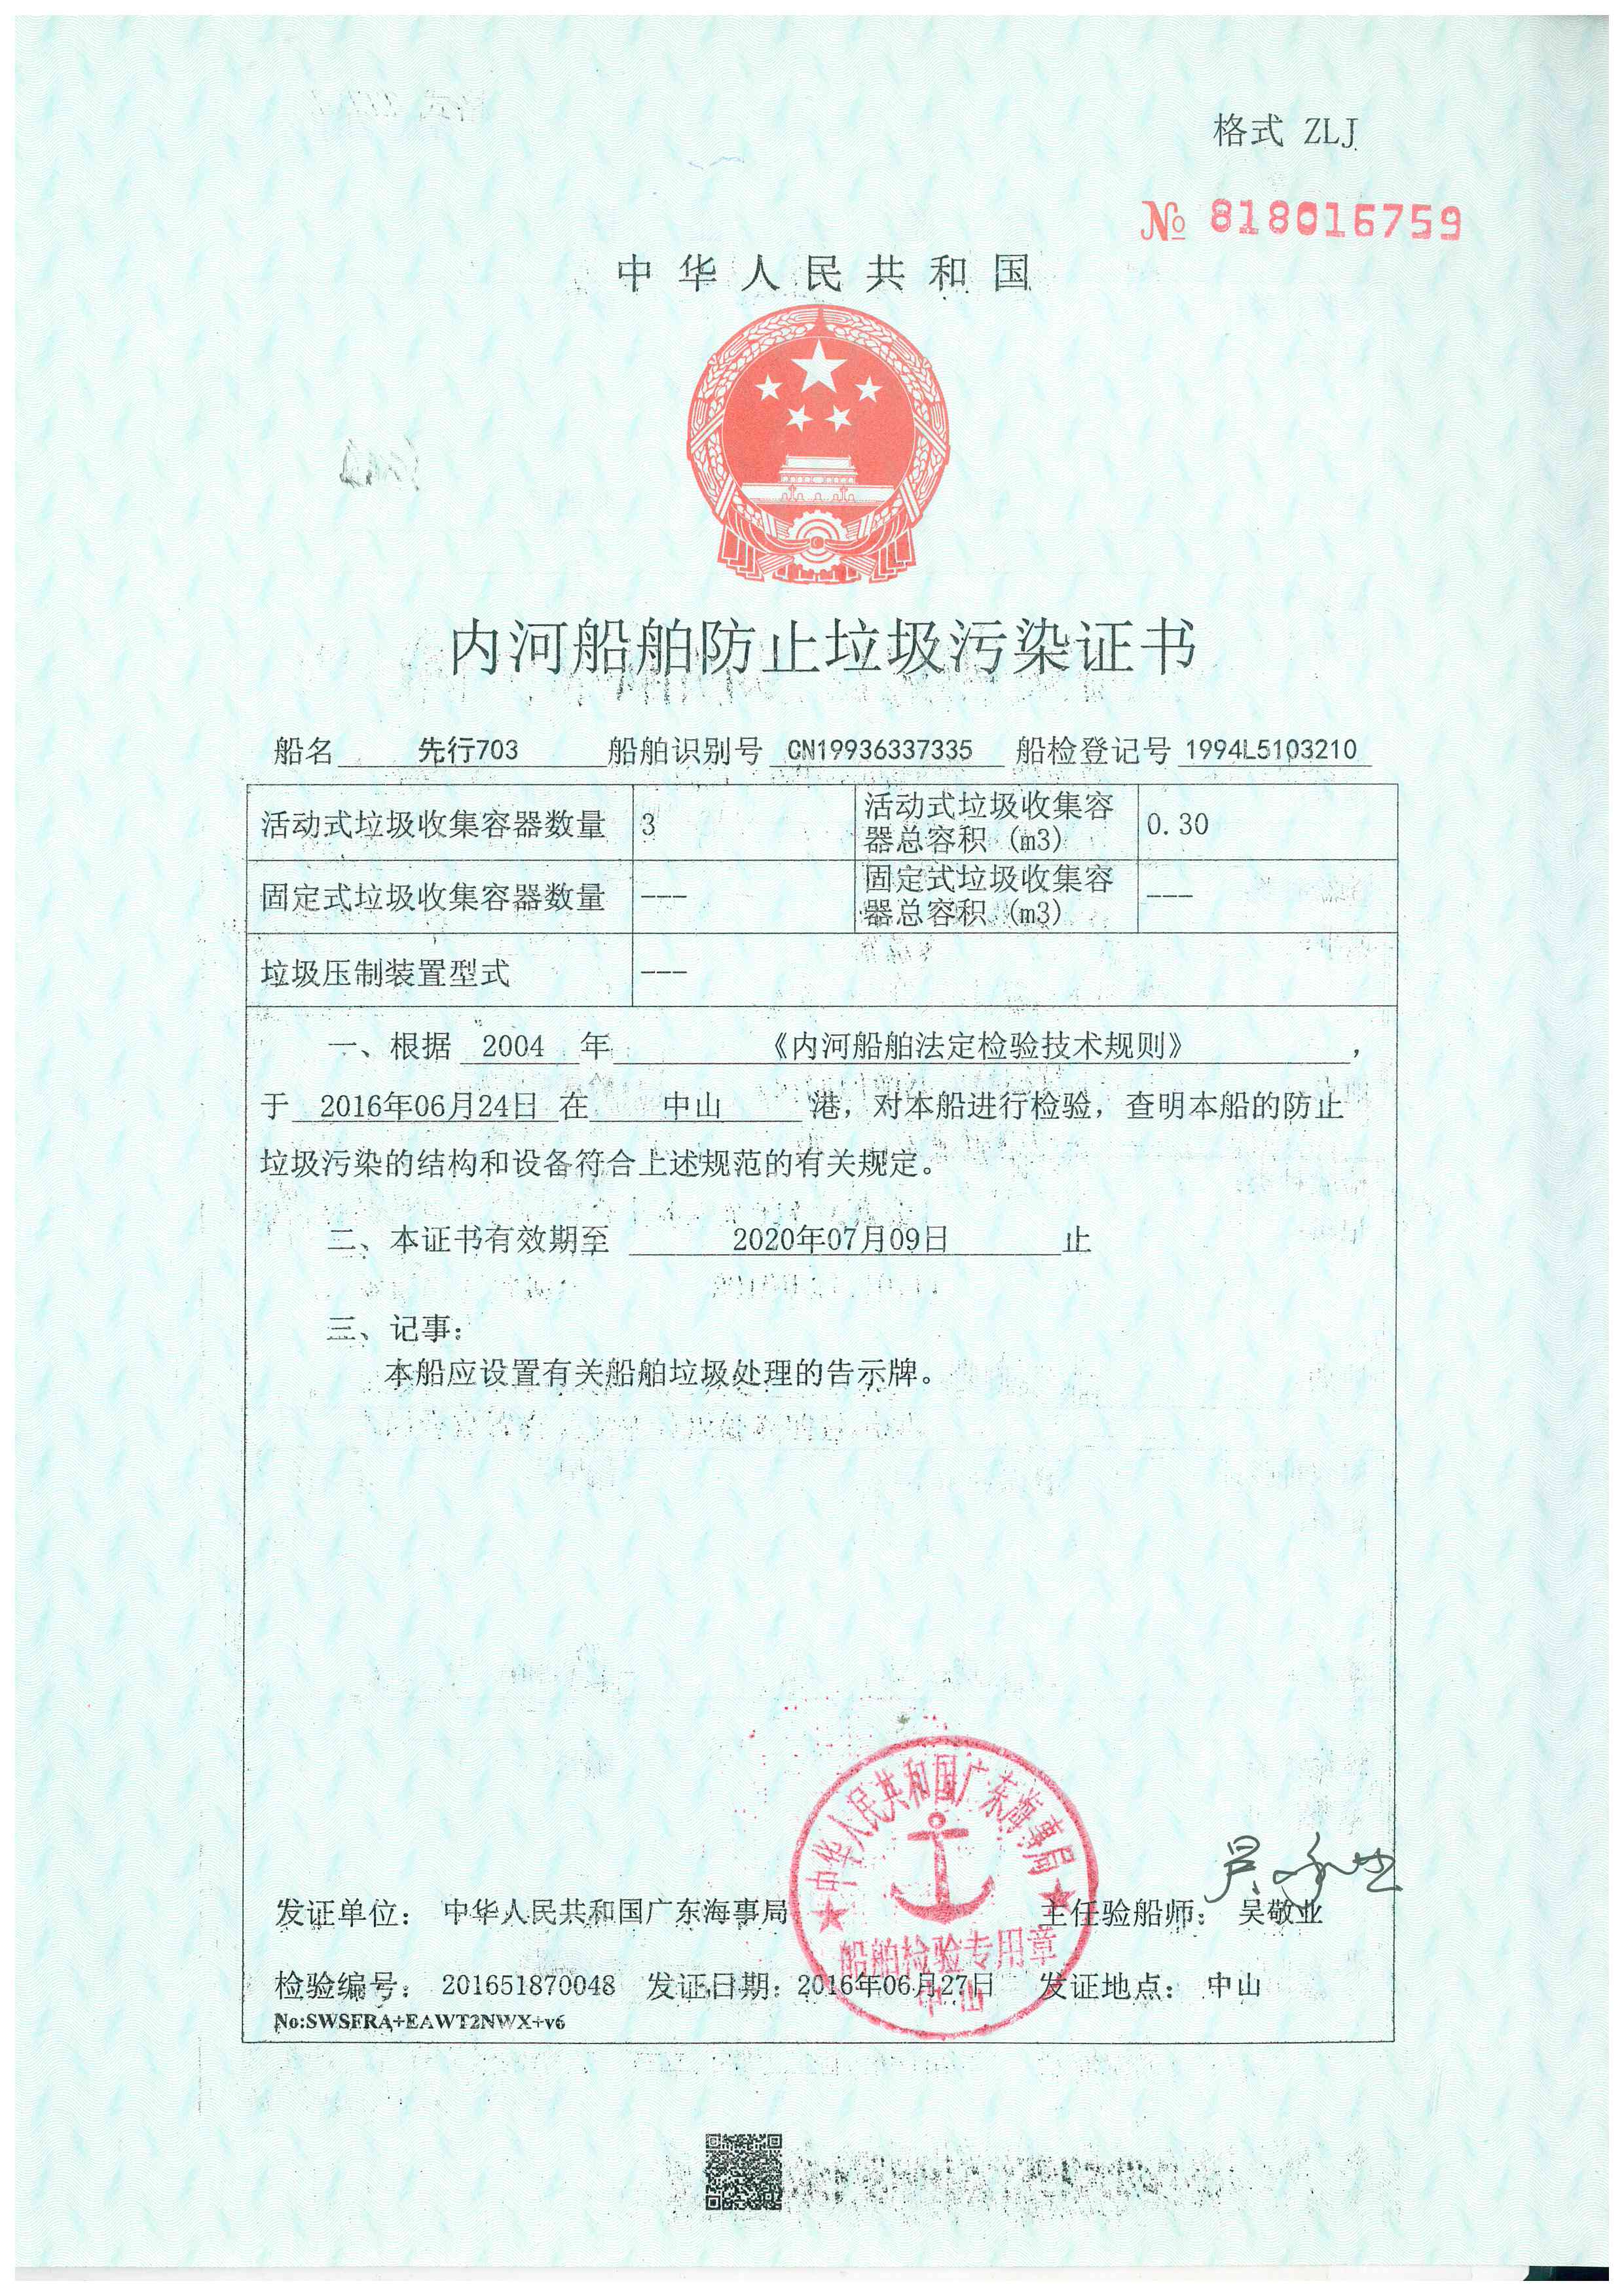 格式 ZLJ
№ 818016759
中华人民共和国
内河船舶防止垃圾污染证书
船名 先行703 船舶识别号 CN19936337335 船检登记号 1994L5103210
活动式垃圾收集容器数量 3 活动式垃圾收集容
器总容积 (m3) 0.30
固定式垃圾收集容器数量 --- 固定式垃圾收集容
器总容积 (m3) ---
垃圾压制装置型式 ---
一、根据 2004 年 《内河船舶法定检验技术规则》,
于 2016年06月24日 在 中山 港，对本船进行检验，查明本船的防止
垃圾污染的结构和设备符合上述规范的有关规定。
二、本证书有效期至 2020年07月09日 止
三、记事：
本船应设置有关船舶垃圾处理的告示牌。
中华人民共和国广东海事局
船舶检验专用章
中山
发证单位： 中华人民共和国广东海事局 主任验船师： 吴敬业
检验编号： 201651870048 发证日期：2016年06月27日 发证地点： 中山
No:SWSFRA+EAWT2NWX+v6